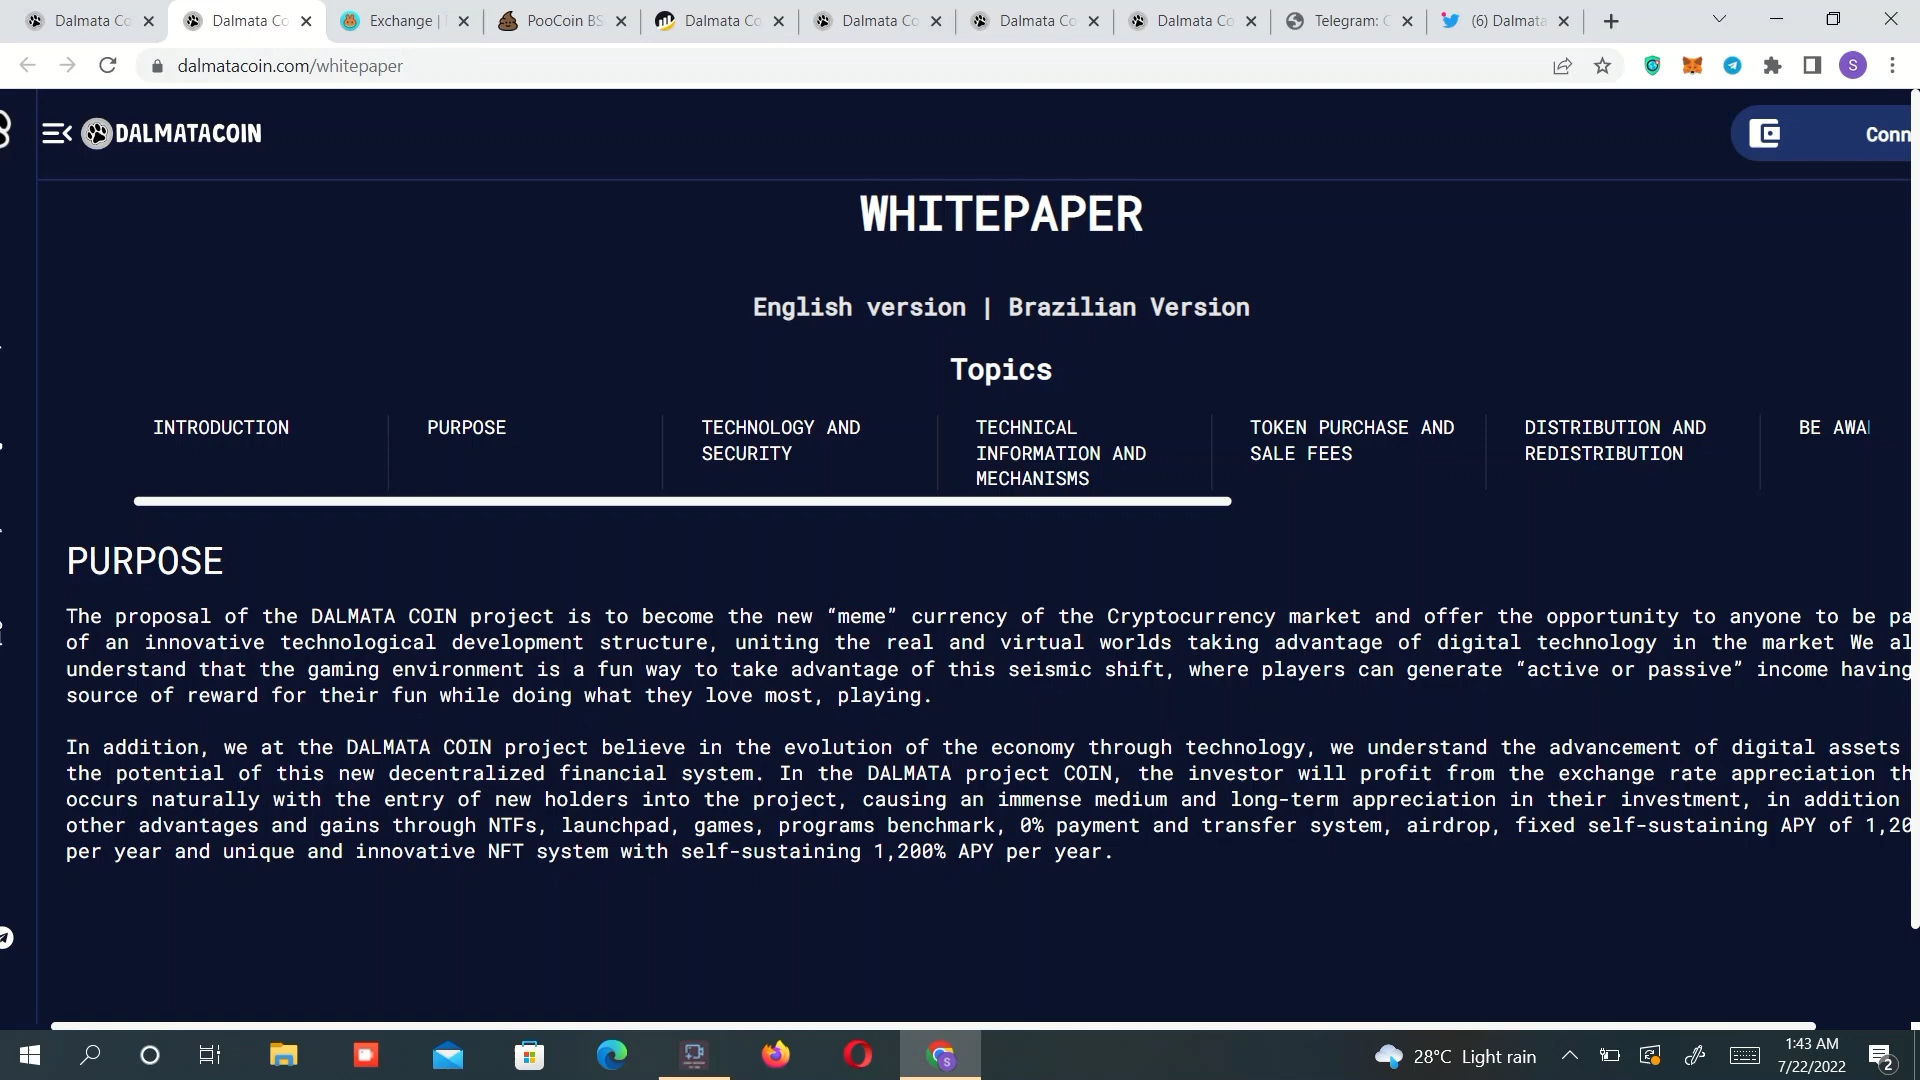 Dalmata Co
Dalmata Co
Exchange |
PooCoin BS
Dalmata Co
Dalmata Co
Dalmata Co
Dalmata Co
Telegram: C
(6) Dalmata
dalmatacoin.com/whitepaper
S
DALMATACOIN
Conn
WHITEPAPER
English version | Brazilian Version
Topics
INTRODUCTION
PURPOSE
TECHNOLOGY AND
SECURITY
TECHNICAL
INFORMATION AND
MECHANISMS
TOKEN PURCHASE AND
SALE FEES
DISTRIBUTION AND
REDISTRIBUTION
BE AWA
PURPOSE
The proposal of the DALMATA COIN project is to become the new “meme” currency of the Cryptocurrency market and offer the opportunity to anyone to be pa
of an innovative technological development structure, uniting the real and virtual worlds taking advantage of digital technology in the market We al
understand that the gaming environment is a fun way to take advantage of this seismic shift, where players can generate “active or passive” income having
source of reward for their fun while doing what they love most, playing.
In addition, we at the DALMATA COIN project believe in the evolution of the economy through technology, we understand the advancement of digital assets
the potential of this new decentralized financial system. In the DALMATA project COIN, the investor will profit from the exchange rate appreciation th
occurs naturally with the entry of new holders into the project, causing an immense medium and long-term appreciation in their investment, in addition
other advantages and gains through NTFs, launchpad, games, programs benchmark, 0% payment and transfer system, airdrop, fixed self-sustaining APY of 1,20
per year and unique and innovative NFT system with self-sustaining 1,200% APY per year.
28°C Light rain
1:43 AM
7/22/2022
2